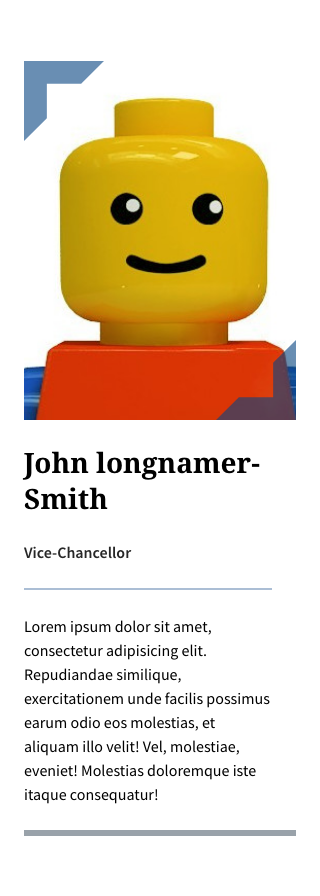 John longnamer-
Smith
Vice-Chancellor
Lorem ipsum dolor sit amet,
consectetur adipisicing elit.
Repudiandae similique,
exercitationem unde facilis possimus
earum odio eos molestias, et
aliquam illo velit! Vel, molestiae,
eveniet! Molestias doloremque iste
itaque consequatur!